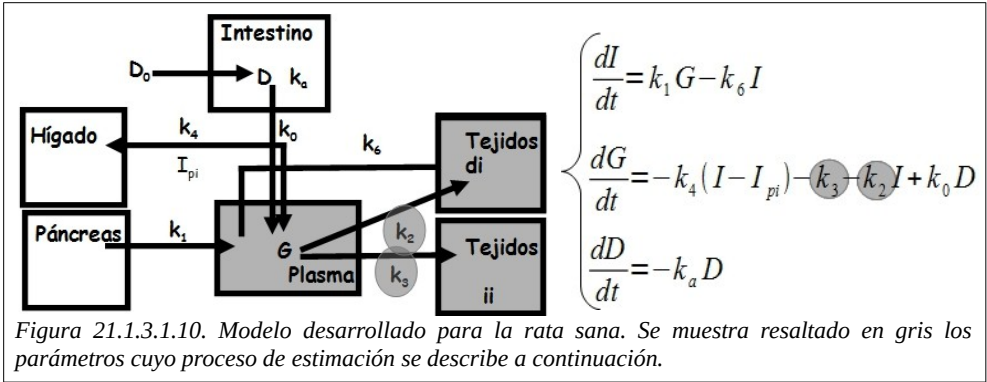 Intestino
D₀
D kₐ
Hígado
k₄
k₀
I_pi
k₆
Tejidos
di
Páncreas
k₁
G
Plasma
k₂
k₃
Tejidos
ii
dI/dt = k₁G − k₆I
dG/dt = −k₄(I − I_pi) − k₃ − k₂I + k₀D
dD/dt = −kₐD
Figura 21.1.3.1.10. Modelo desarrollado para la rata sana. Se muestra resaltado en gris los
parámetros cuyo proceso de estimación se describe a continuación.